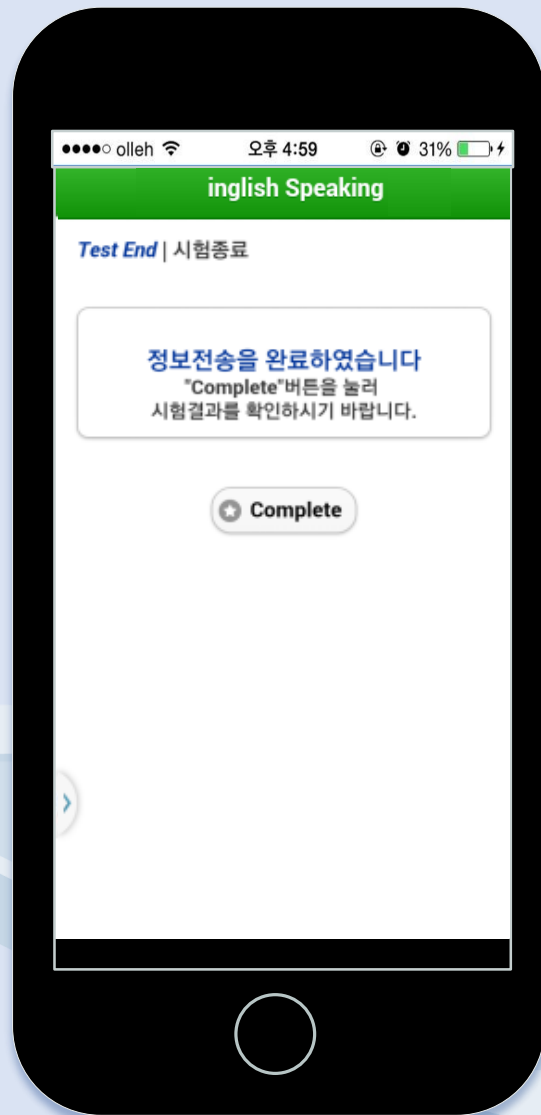 olleh 오후 4:59 31%
inglish Speaking
Test End | 시험종료
정보전송을 완료하였습니다
"Complete"버튼을 눌러
시험결과를 확인하시기 바랍니다.
Complete